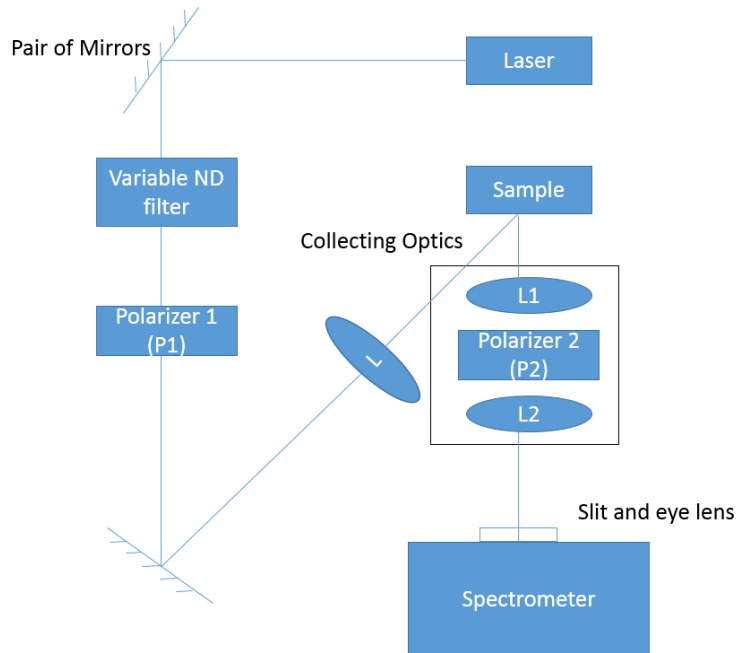 Pair of Mirrors
Laser
Variable ND
filter
Sample
Collecting Optics
L1
Polarizer 1
(P1)
Polarizer 2
(P2)
L
L2
Slit and eye lens
Spectrometer